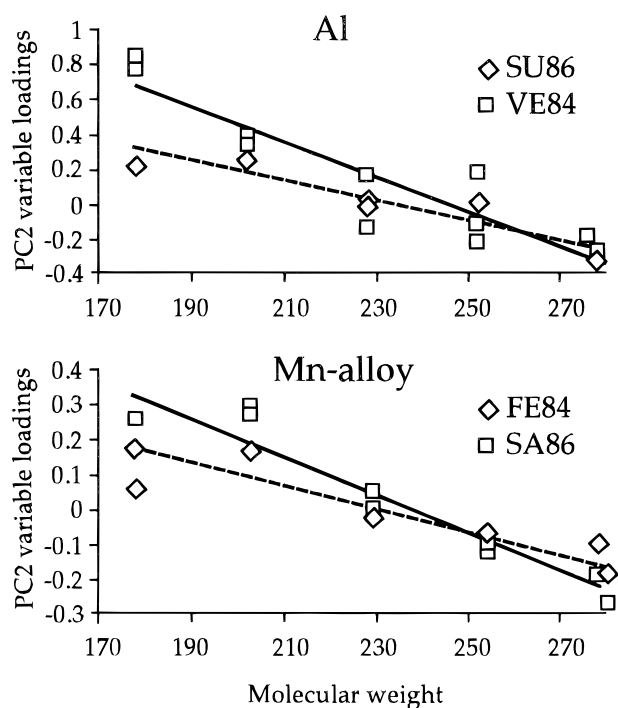 Al
PC2 variable loadings
1
0.8
0.6
0.4
0.2
0
-0.2
-0.4
SU86
VE84
170 190 210 230 250 270
Mn-alloy
PC2 variable loadings
0.4
0.3
0.2
0.1
0
-0.1
-0.2
-0.3
FE84
SA86
170 190 210 230 250 270
Molecular weight